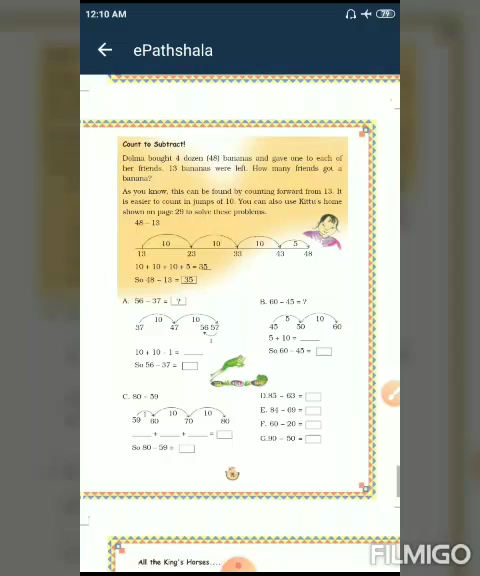 12:10 AM
79
ePathshala
Count to Subtract!
Dolma bought 4 dozen (48) bananas and gave one to each of
her friends. 13 bananas were left. How many friends got a
banana?
As you know, this can be found by counting forward from 13. It
is easier to count in jumps of 10. You can also use Kittu's home
shown on page 29 to solve these problems.
48 – 13
10 10 10 5
13 23 33 43 48
10 + 10 + 10 + 5 = 35
So 48 – 13 = 35
A. 56 – 37 = ?
10 10
37 47 56 57
1
10 + 10 - 1 = ____
So 56 – 37 =
B. 60 – 45 = ?
5 10
45 50 60
5 + 10 = ____
So 60 – 45 =
C. 80 – 59
1 10 10
59 60 70 80
____ + ____ + ____ =
So 80 – 59 =
D.85 – 63 =
E. 84 – 69 =
F. 60 – 20 =
G.90 – 50 =
All the King's Horses....
FILMIGO